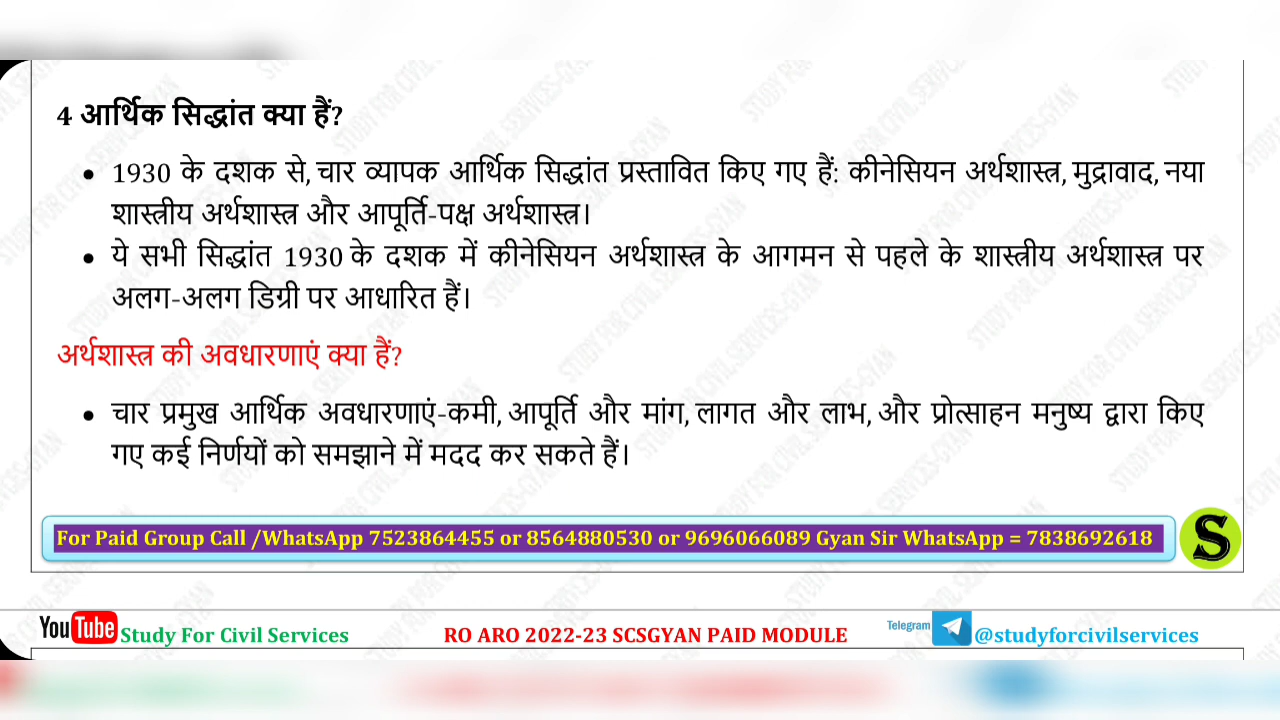 4 आर्थिक सिद्धांत क्या हैं?
• 1930 के दशक से, चार व्यापक आर्थिक सिद्धांत प्रस्तावित किए गए हैं: कीनेसियन अर्थशास्त्र, मुद्रावाद, नया
शास्त्रीय अर्थशास्त्र और आपूर्ति-पक्ष अर्थशास्त्र।
• ये सभी सिद्धांत 1930 के दशक में कीनेसियन अर्थशास्त्र के आगमन से पहले के शास्त्रीय अर्थशास्त्र पर
अलग-अलग डिग्री पर आधारित हैं।
अर्थशास्त्र की अवधारणाएं क्या हैं?
• चार प्रमुख आर्थिक अवधारणाएं-कमी, आपूर्ति और मांग, लागत और लाभ, और प्रोत्साहन मनुष्य द्वारा किए
गए कई निर्णयों को समझाने में मदद कर सकते हैं।
For Paid Group Call /WhatsApp 7523864455 or 8564880530 or 9696066089 Gyan Sir WhatsApp = 7838692618
S
YouTube Study For Civil Services RO ARO 2022-23 SCSGYAN PAID MODULE Telegram @studyforcivilservices